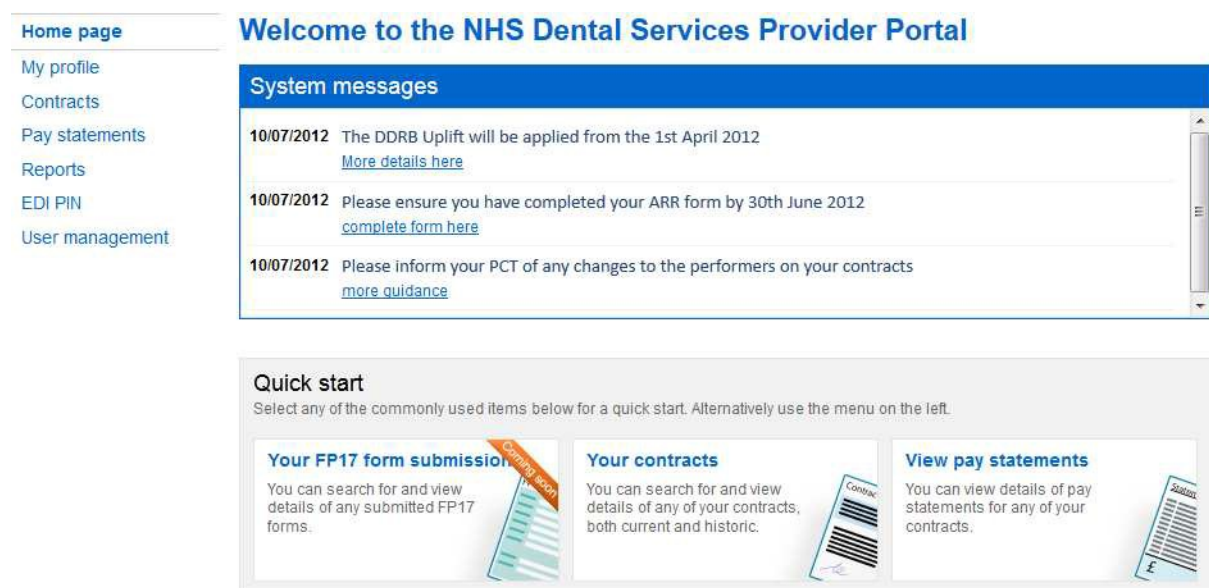 Home page
My profile
Contracts
Pay statements
Reports
EDI PIN
User management
Welcome to the NHS Dental Services Provider Portal
System messages
10/07/2012 The DDRB Uplift will be applied from the 1st April 2012
More details here
10/07/2012 Please ensure you have completed your ARR form by 30th June 2012
complete form here
10/07/2012 Please inform your PCT of any changes to the performers on your contracts
more guidance
Quick start
Select any of the commonly used items below for a quick start. Alternatively use the menu on the left.
Your FP17 form submission
Coming soon
You can search for and view
details of any submitted FP17
forms.
Your contracts
You can search for and view
details of any of your contracts,
both current and historic.
Contrac
View pay statements
You can view details of pay
statements for any of your
contracts.
£